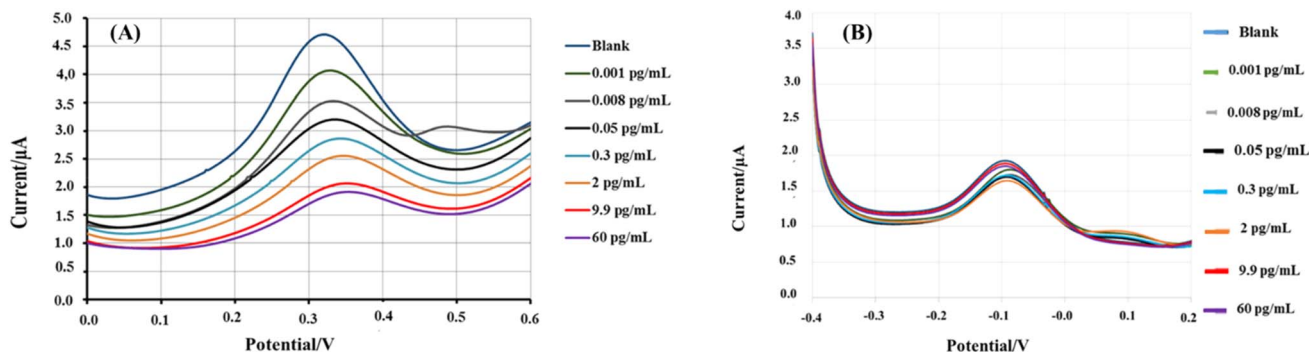 (A)
5.0
4.5
4.0
3.5
3.0
2.5
2.0
1.5
1.0
0.5
0.0
Current/µA
0.0 0.1 0.2 0.3 0.4 0.5 0.6
Potential/V
Blank
0.001 pg/mL
0.008 pg/mL
0.05 pg/mL
0.3 pg/mL
2 pg/mL
9.9 pg/mL
60 pg/mL
(B)
4.0
3.5
3.0
2.5
2.0
1.5
1.0
0.5
0.0
Current/µA
-0.4 -0.3 -0.2 -0.1 -0.0 0.1 0.2
Potential/V
Blank
0.001 pg/mL
0.008 pg/mL
0.05 pg/mL
0.3 pg/mL
2 pg/mL
9.9 pg/mL
60 pg/mL